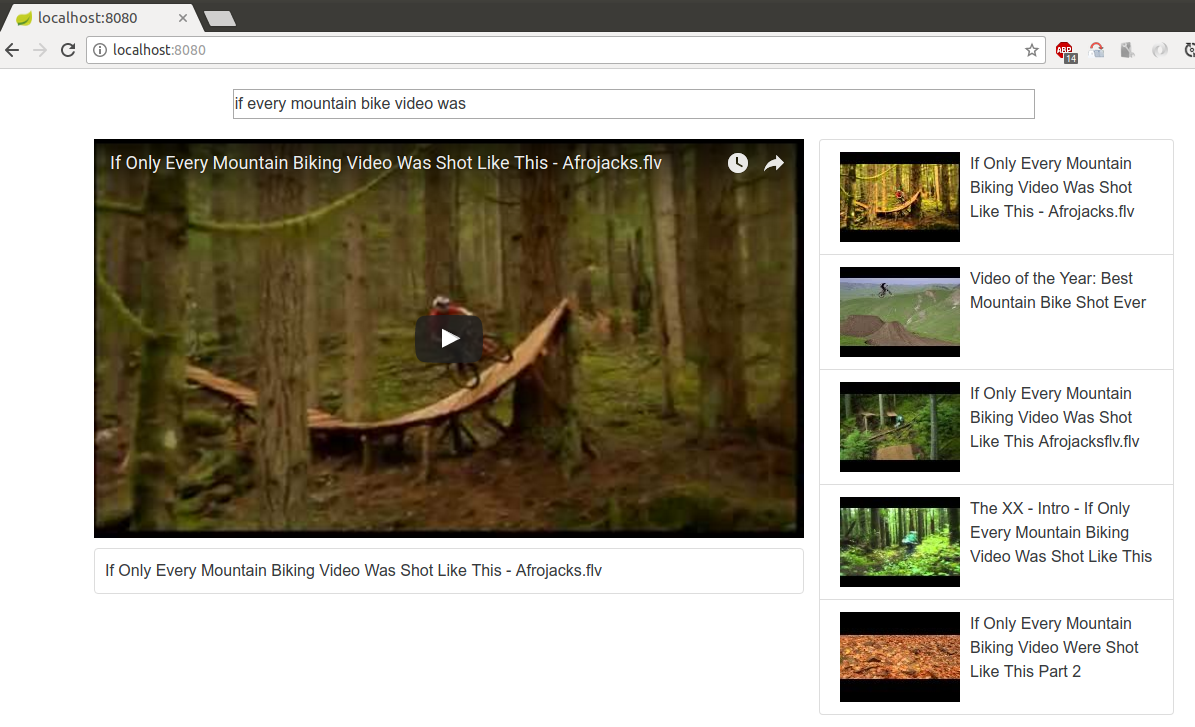 localhost:8080
localhost:8080
ABP
14
if every mountain bike video was
If Only Every Mountain Biking Video Was Shot Like This - Afrojacks.flv
If Only Every Mountain Biking Video Was Shot Like This - Afrojacks.flv
If Only Every Mountain
Biking Video Was Shot
Like This - Afrojacks.flv
Video of the Year: Best
Mountain Bike Shot Ever
If Only Every Mountain
Biking Video Was Shot
Like This Afrojacksflv.flv
The XX - Intro - If Only
Every Mountain Biking
Video Was Shot Like This
If Only Every Mountain
Biking Video Were Shot
Like This Part 2